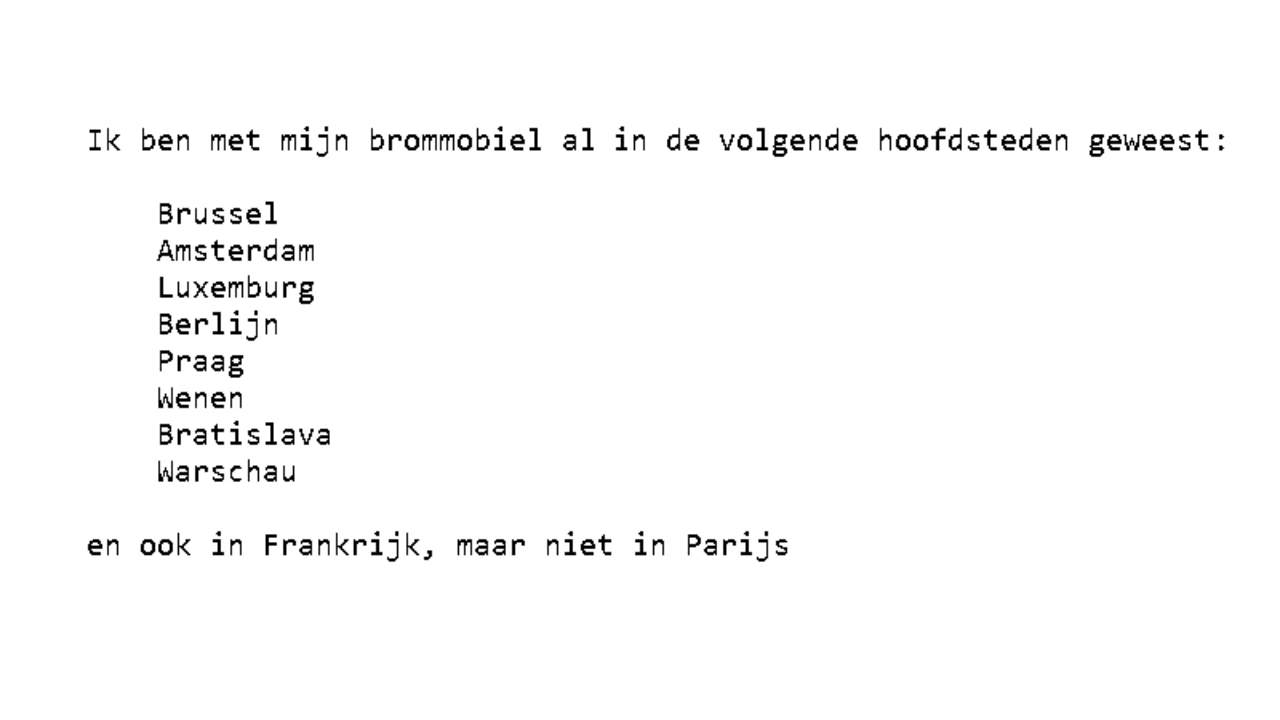 Ik ben met mijn brommobiel al in de volgende hoofdsteden geweest:
Brussel
Amsterdam
Luxemburg
Berlijn
Praag
Wenen
Bratislava
Warschau
en ook in Frankrijk, maar niet in Parijs